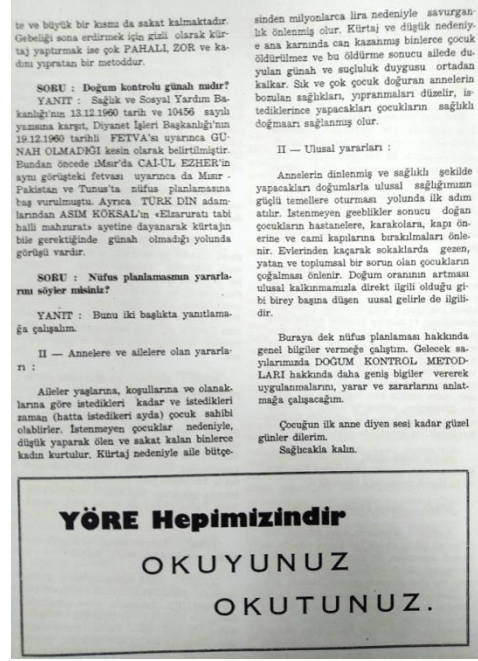 te ve büyük bir kısmı da sakat kalmaktadır.
Gebeliği sona erdirmek için gizli olarak kür-
taj yaptırmak ise çok PAHALI, ZOR ve ka-
dını yıpratan bir metoddur.
SORU : Doğum kontrolu günah mıdır?
YANIT : Sağlık ve Sosyal Yardım Ba-
kanlığı'nın 13.12.1960 tarih ve 10456 sayılı
yazısına karşıt, Diyanet İşleri Başkanlığı'nın
19.12.1960 tarihli FETVA'sı uyarınca GÜ-
NAH OLMADIĞI kesin olarak belirtilmiştir.
Bundan öncede ıMsır'da CAI-ÜL EZHER'in
aynı görüşteki fetvası uyarınca da Mısır -
Pakistan ve Tunus'ta nüfus planlamasına
baş vurulmuştu. Ayrıca TÜRK DİN adam-
larından ASIM KÖKSAL'ın «Elzaruratı tabi
halli mahzurat» ayetine dayanarak kürtajın
bile gerektiğinde günah olmadığı yolunda
görüşü vardır.
SORU : Nüfus planlamasının yararla-
rını söyler misiniz?
YANIT : Bunu iki başlıkta yanıtlama-
ğa çalışalım.
II — Annelere ve ailelere olan yararla-
rı :
Aileler yaşlarına, koşullarına ve olanak-
larına göre istedikleri kadar ve istedikleri
zaman (hatta istedikeri ayda) çocuk sahibi
olabilirler. İstenmeyen çocuklar nedeniyle,
düşük yaparak ölen ve sakat kalan binlerce
kadın kurtulur. Kürtaj nedeniyle aile bütçe-
sinden milyonlarca lira nedeniyle savurgan-
lık önlenmiş olur. Kürtaj ve düşük nedeniy-
e ana karnında can kazanmış binlerce çocuk
öldürülmez ve bu öldürme sonucu ailede du-
yulan günah ve suçluluk duygusu ortadan
kalkar. Sık ve çok çocuk doğuran annelerin
bozulan sağlıkları, yıpranmaları düzelir, is-
tediklerince yapacakları çocukların sağlıklı
doğmaarı sağlanmış olur.
II — Ulusal yararları :
Annelerin dinlenmiş ve sağlıklı şekilde
yapacakları doğumlarla ulusal sağlığımızın
güçlü temellere oturması yolunda ilk adım
atılır. İstenmeyen geeblikler sonucu doğan
çocukların hastanelere, karakolara, kapı ön-
erine ve cami kapılarına bırakılmaları önle-
nir. Evlerinden kaçarak sokaklarda gezen,
yatan ve toplumsal bir sorun olan çocukların
çoğalması önlenir. Doğum oranının artması
ulusal kalkınmamızla direkt ilgili olduğu gi-
bi birey başına düşen uusal gelirle de ilgili-
dir.
Buraya dek nüfus planlaması hakkında
genel bilgiler vermeğe çalıştım. Gelecek sa-
yılarımızda DOĞUM KONTROL METOD-
LARI hakkında daha geniş bigiler vererek
uygulanmalarını, yarar ve zararlarını anlat-
mağa çalışacağım.
Çocuğun ilk anne diyen sesi kadar güzel
günler dilerim.
Sağlıcakla kalın.
YÖRE Hepimizindir
OKUYUNUZ
OKUTUNUZ.